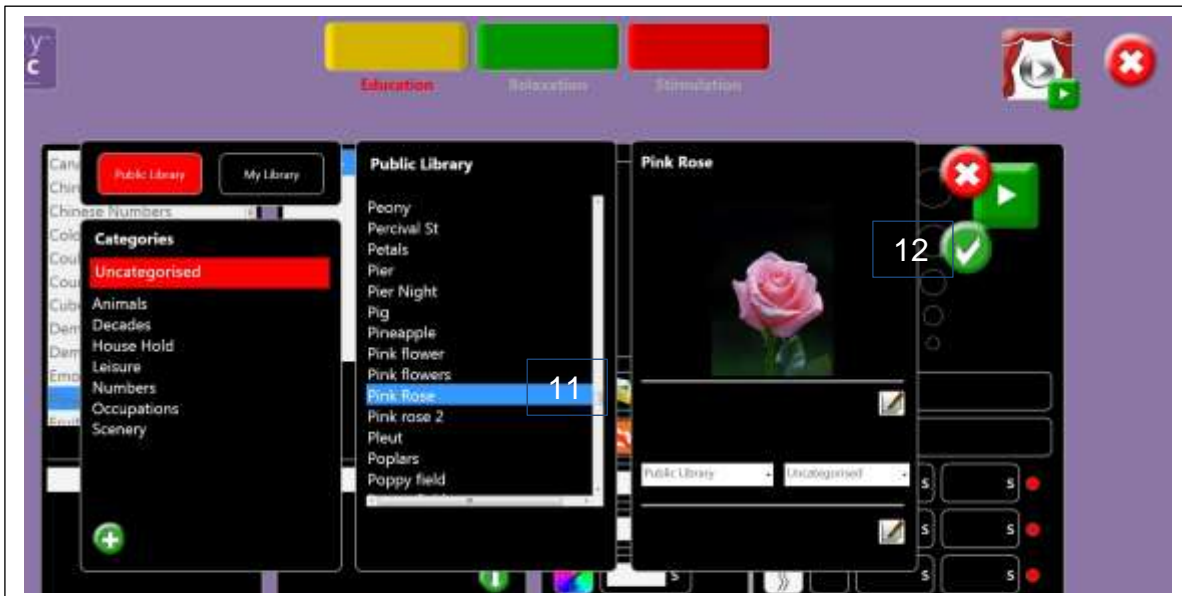 y
c
Education
Relaxation
Stimulation
Public Library
My Library
Chinese Numbers
Categories
Uncategorised
Animals
Decades
House Hold
Leisure
Numbers
Occupations
Scenery
Public Library
Peony
Percival St
Petals
Pier
Pier Night
Pig
Pineapple
Pink flower
Pink flowers
Pink Rose
11
Pink rose 2
Pleut
Poplars
Poppy field
Pink Rose
12
Public Library
Uncategorised
s
s
s
s
s
s
s